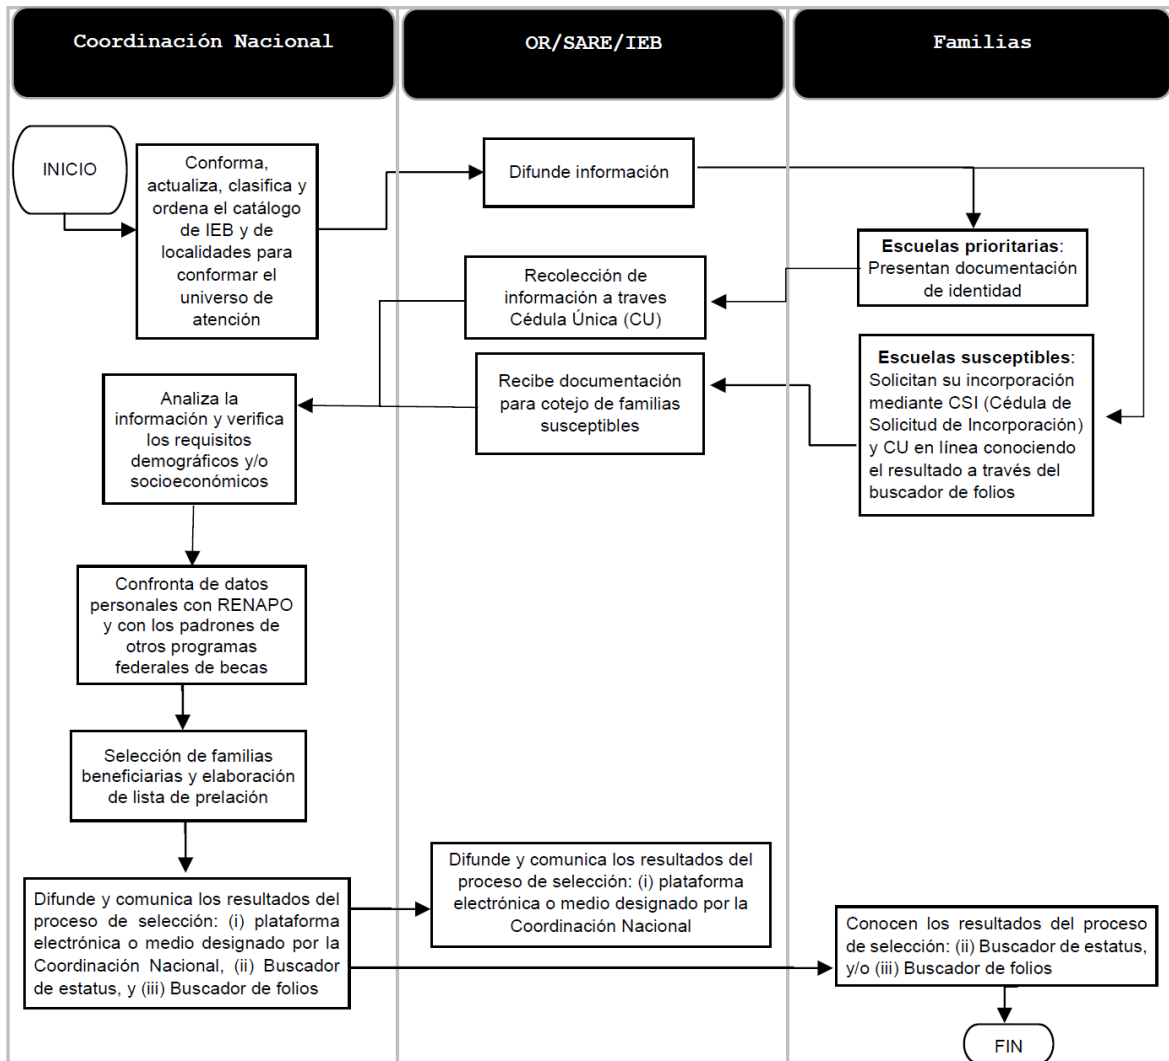 Coordinación Nacional
OR/SARE/IEB
Familias
INICIO
Conforma,
actualiza, clasifica y
ordena el catálogo
de IEB y de
localidades para
conformar el
universo de
atención
Difunde información
Escuelas prioritarias:
Presentan documentación
de identidad
Recolección de
información a traves
Cédula Única (CU)
Escuelas susceptibles:
Solicitan su incorporación
mediante CSI (Cédula de
Solicitud de Incorporación)
y CU en línea conociendo
el resultado a través del
buscador de folios
Recibe documentación
para cotejo de familias
susceptibles
Analiza la
información y verifica
los requisitos
demográficos y/o
socioeconómicos
Confronta de datos
personales con RENAPO
y con los padrones de
otros programas
federales de becas
Selección de familias
beneficiarias y elaboración
de lista de prelación
Difunde y comunica los resultados del
proceso de selección: (i) plataforma
electrónica o medio designado por la
Coordinación Nacional, (ii) Buscador
de estatus, y (iii) Buscador de folios
Difunde y comunica los resultados del
proceso de selección: (i) plataforma
electrónica o medio designado por la
Coordinación Nacional
Conocen los resultados del proceso
de selección: (ii) Buscador de estatus,
y/o (iii) Buscador de folios
FIN